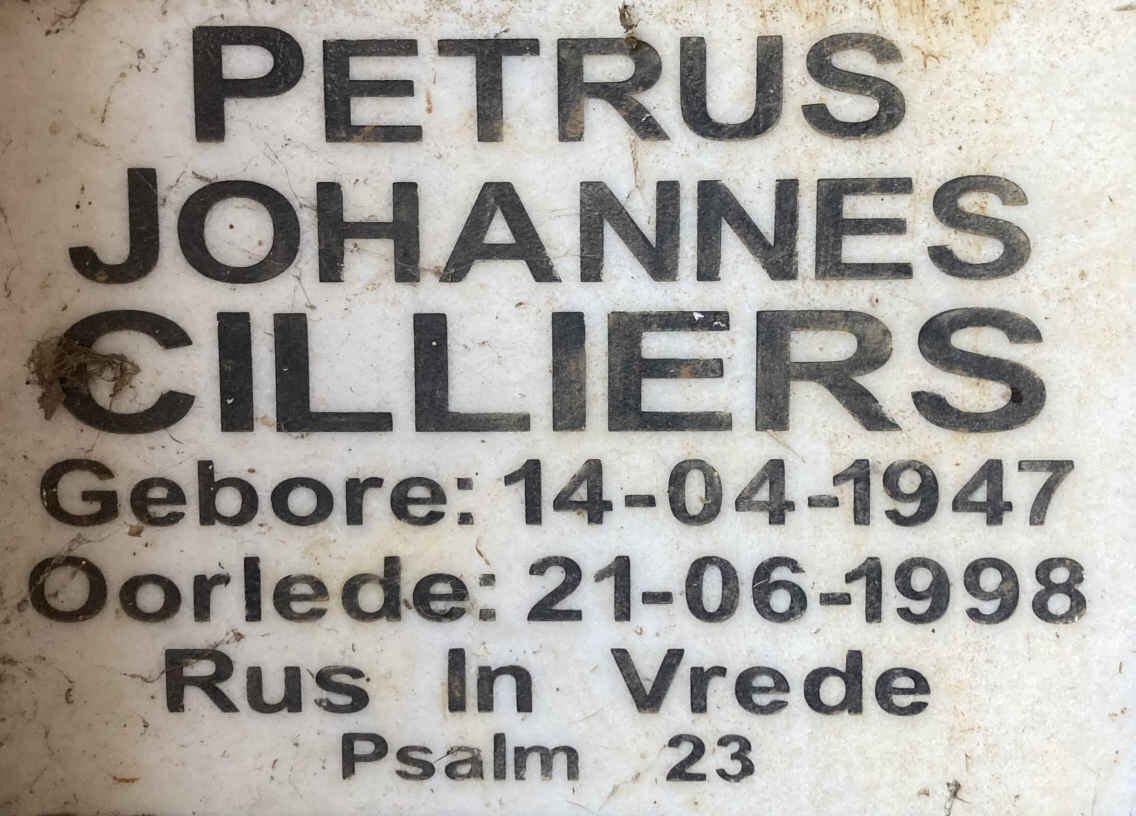 PETRUS
JOHANNES
CILLIERS
Gebore: 14-04-1947
Oorlede: 21-06-1998
Rus In Vrede
Psalm 23